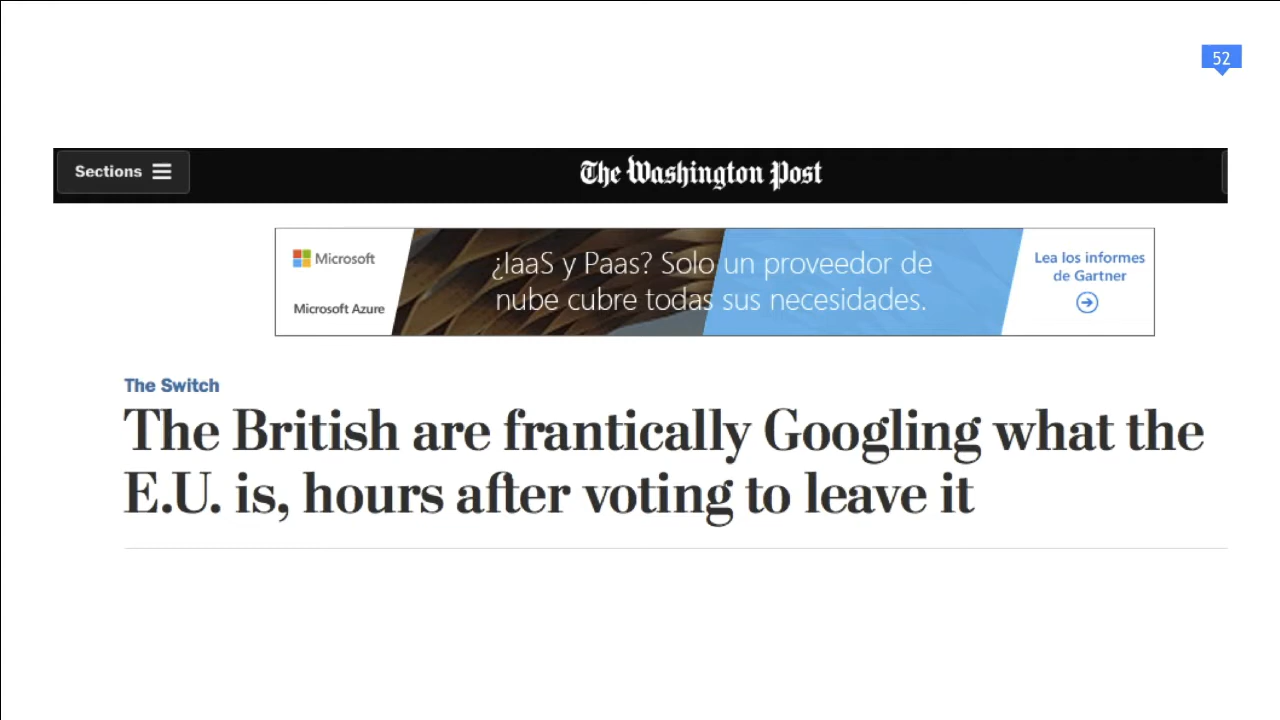 52
Sections
The Washington Post
Microsoft
Microsoft Azure
¿IaaS y Paas? Solo un proveedor de
nube cubre todas sus necesidades.
Lea los informes
de Gartner
The Switch
The British are frantically Googling what the
E.U. is, hours after voting to leave it